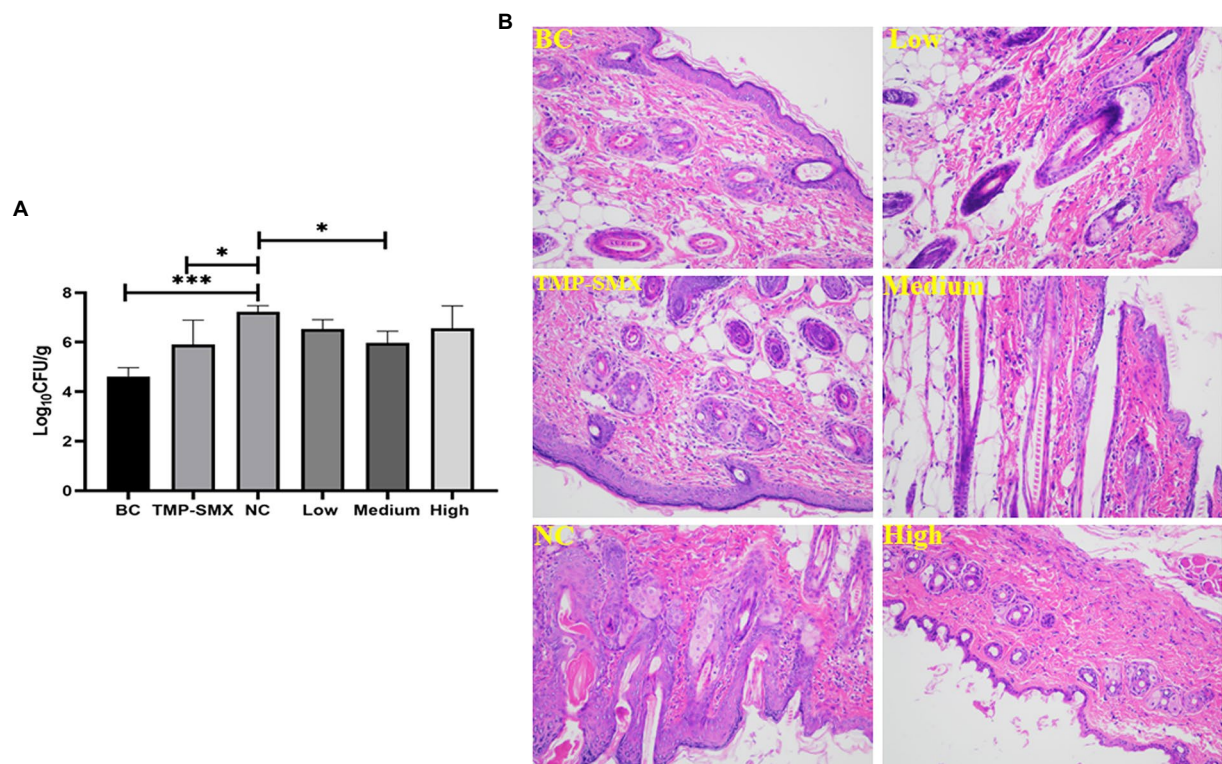 A
***
*
*
Log₁₀CFU/g
8
6
4
2
0
BC TMP-SMX NC Low Medium High
B
BC
Low
TMP-SMX
Medium
NC
High